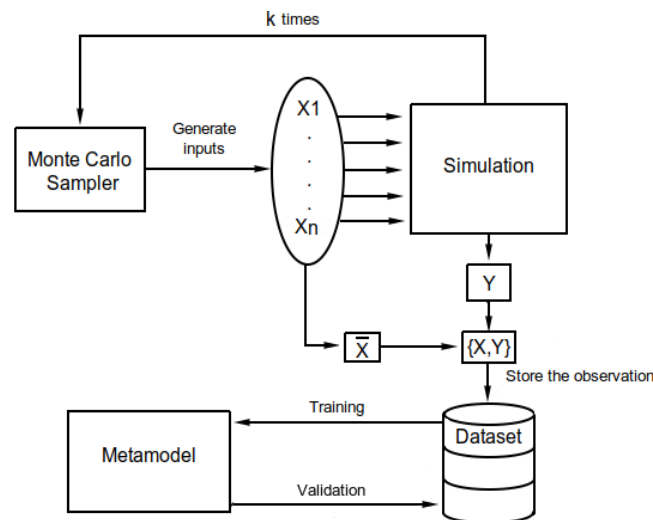 k times
Monte Carlo
Sampler
Generate
inputs
X1
.
.
.
.
Xn
Simulation
Y
X̅
{X,Y}
Store the observation
Training
Metamodel
Dataset
Validation